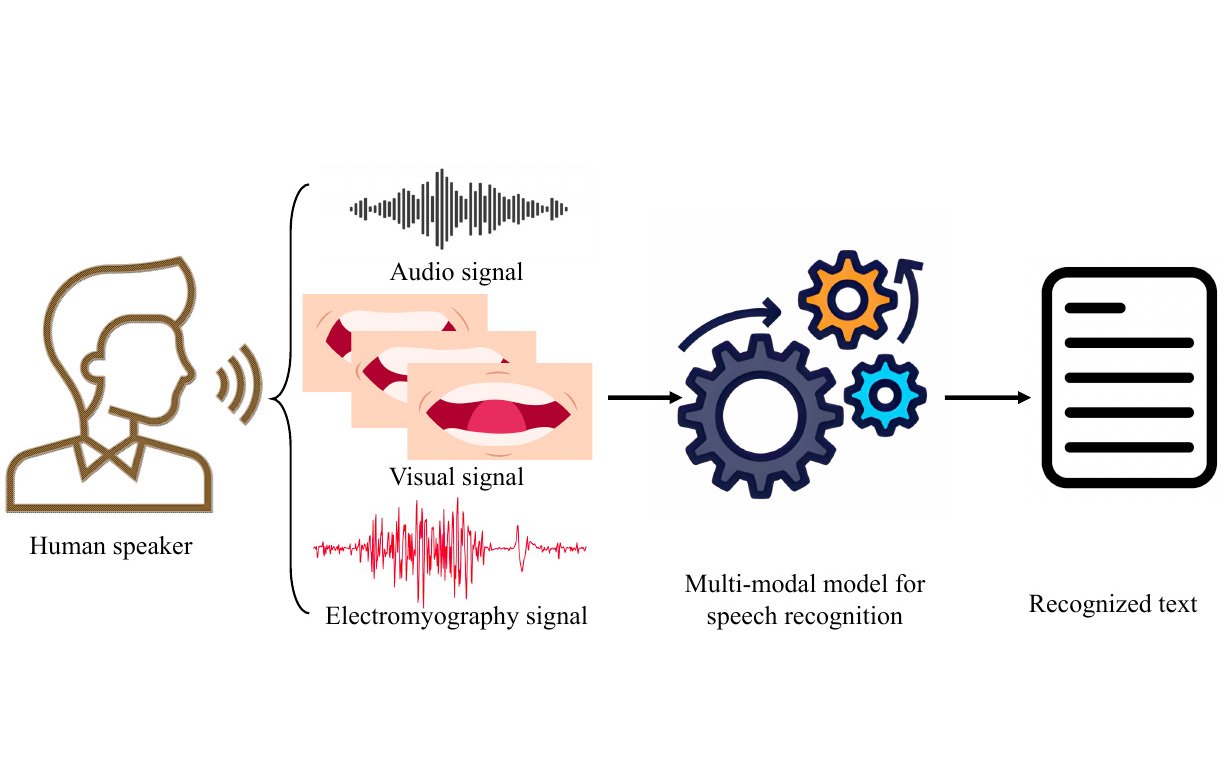 Audio signal
Visual signal
Electromyography signal
Human speaker
Multi-modal model for
speech recognition
Recognized text